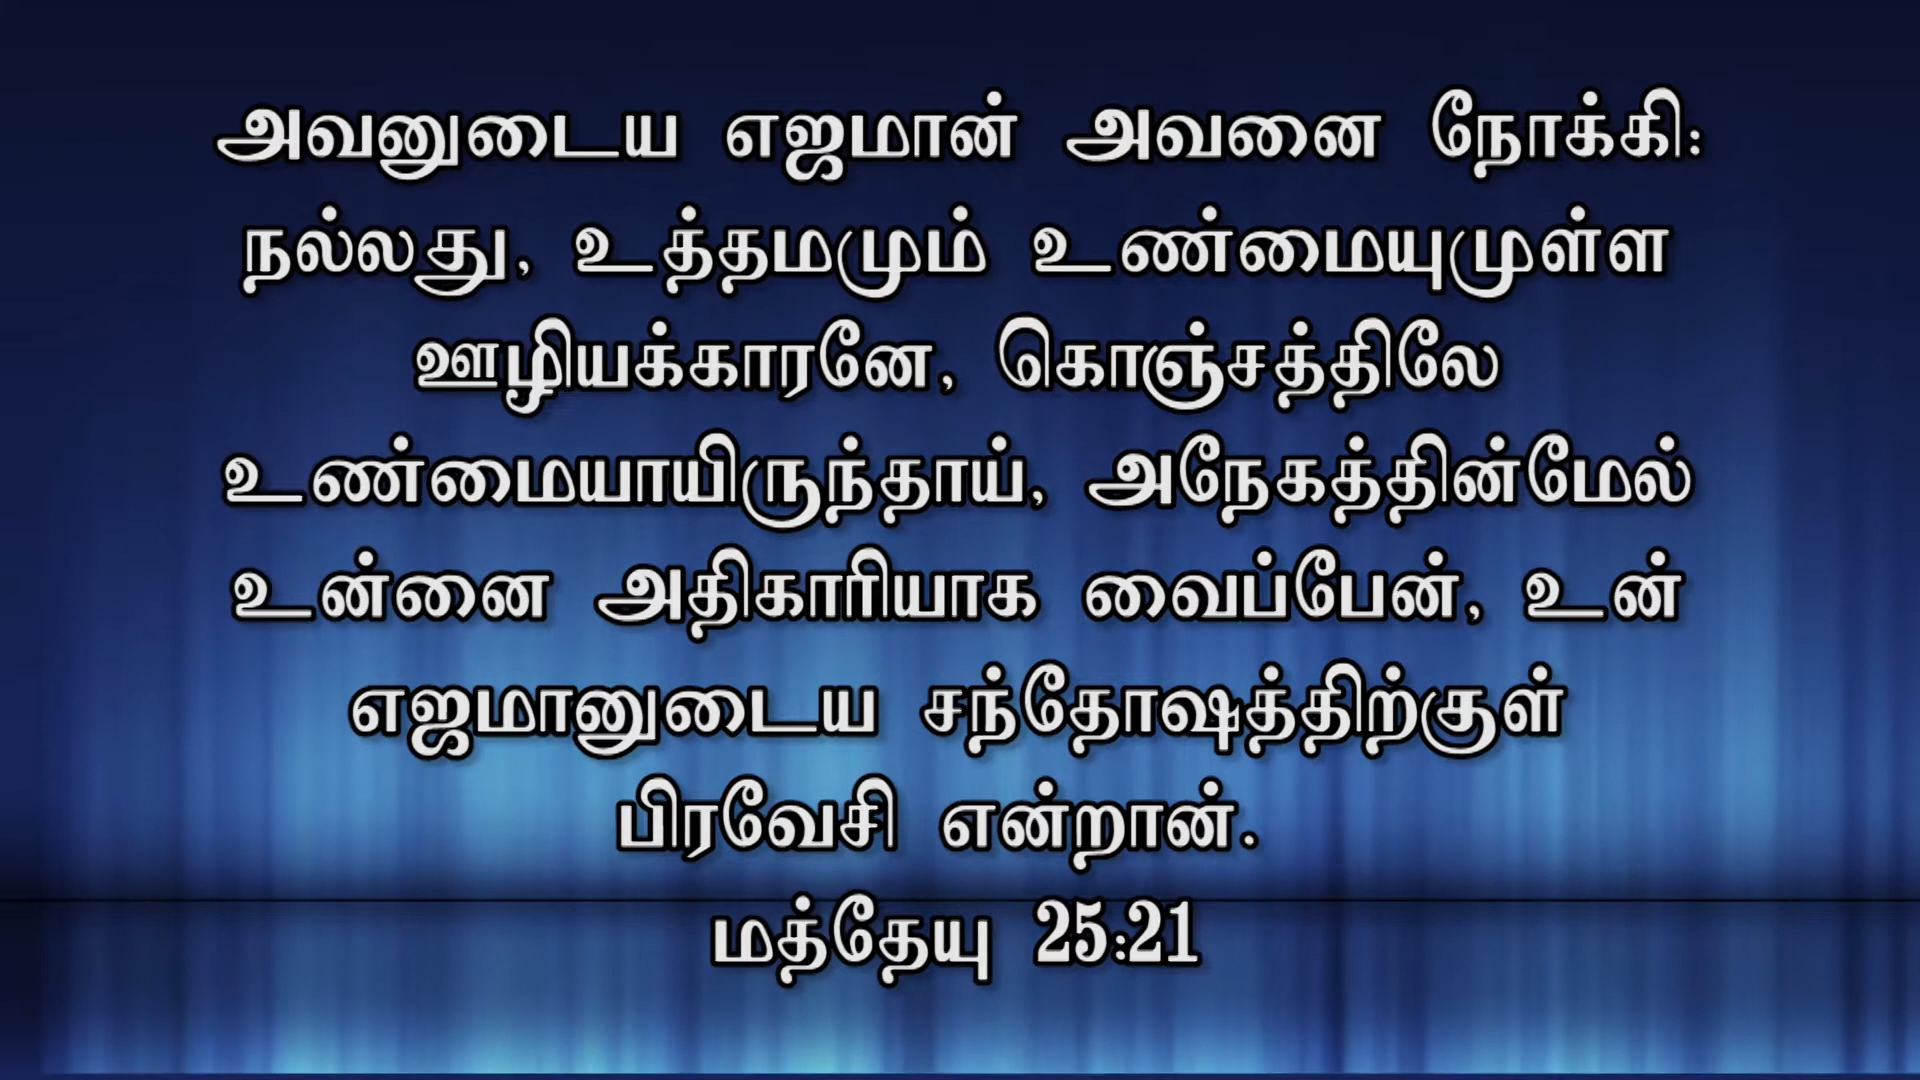 அவனுடைய எஜமான் அவனை நோக்கி:
நல்லது, உத்தமமும் உண்மையுமுள்ள
ஊழியக்காரனே, கொஞ்சத்திலே
உண்மையாயிருந்தாய், அநேகத்தின்மேல்
உன்னை அதிகாரியாக வைப்பேன், உன்
எஜமானுடைய சந்தோஷத்திற்குள்
பிரவேசி என்றான்.
மத்தேயு 25:21